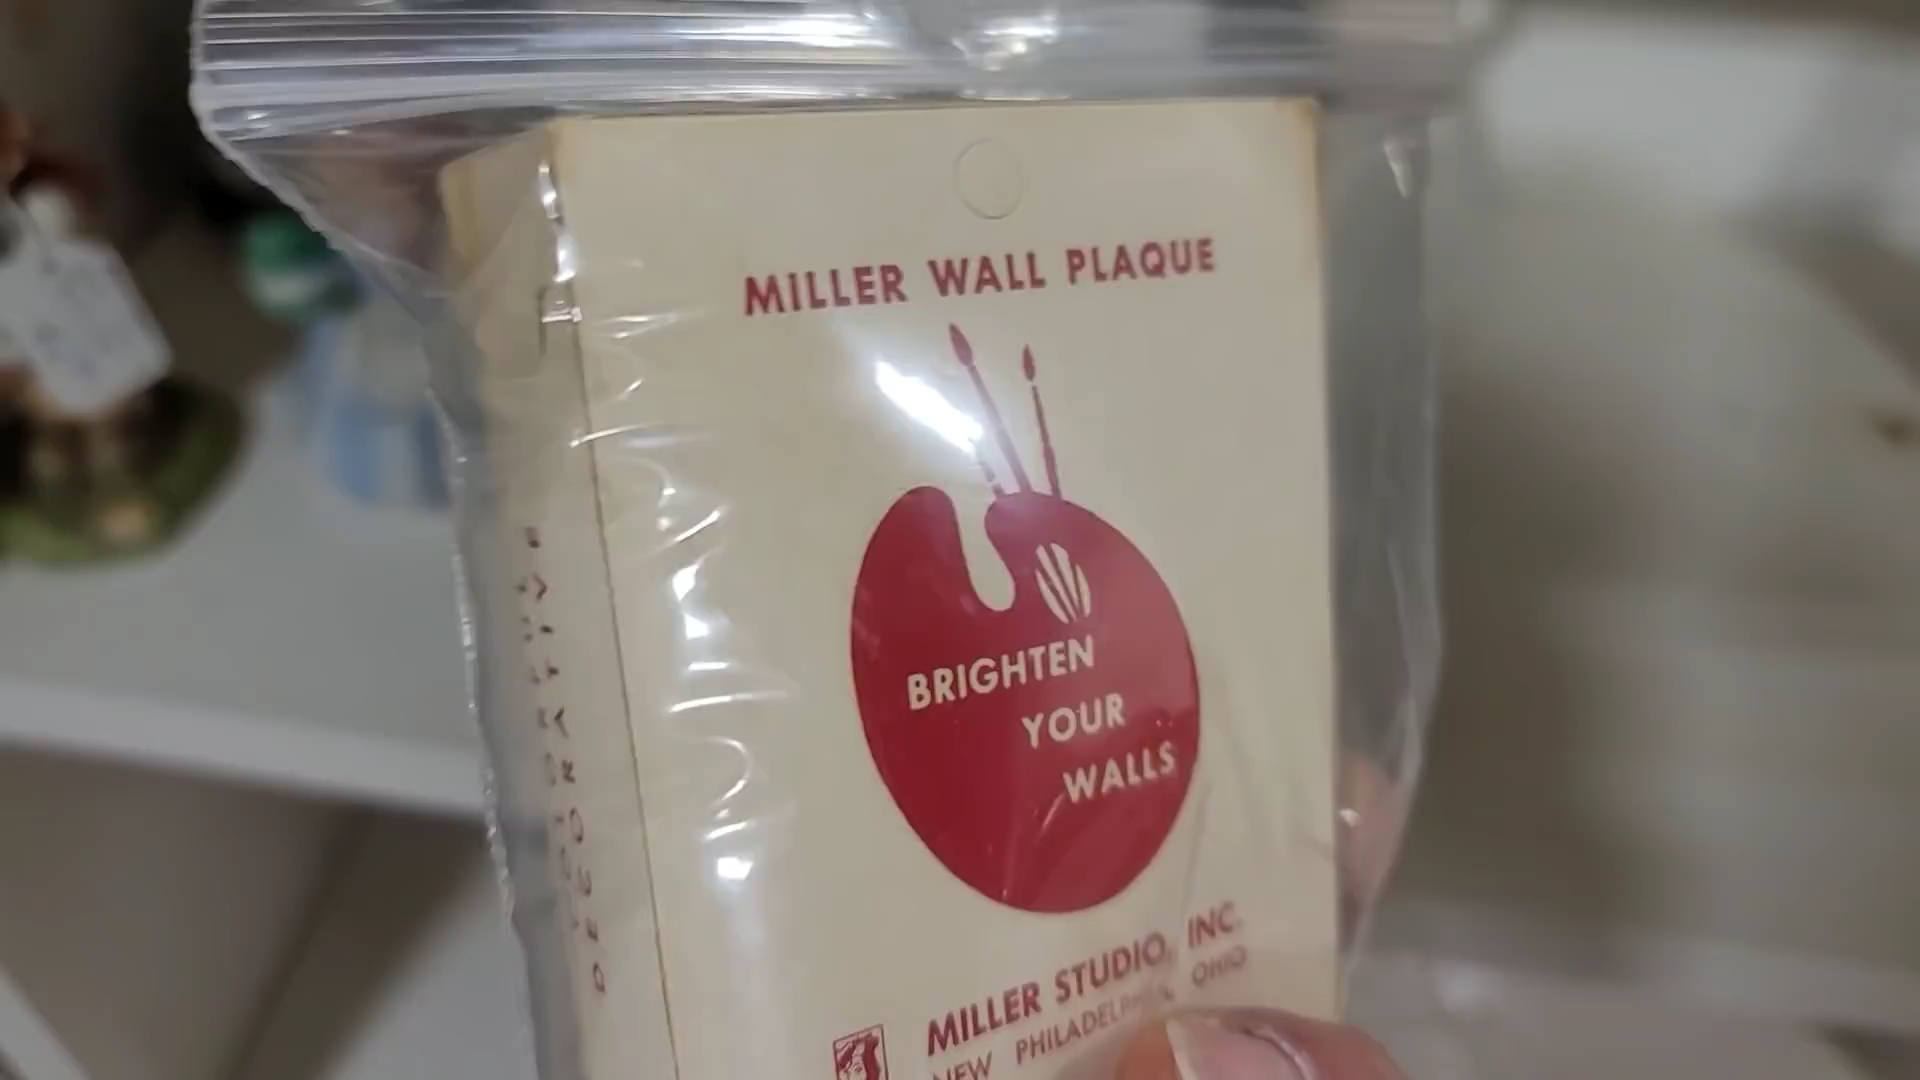 MILLER WALL PLAQUE
BRIGHTEN
YOUR
WALLS
MILLER STUDIO, INC.
NEW PHILADELPHIA, OHIO